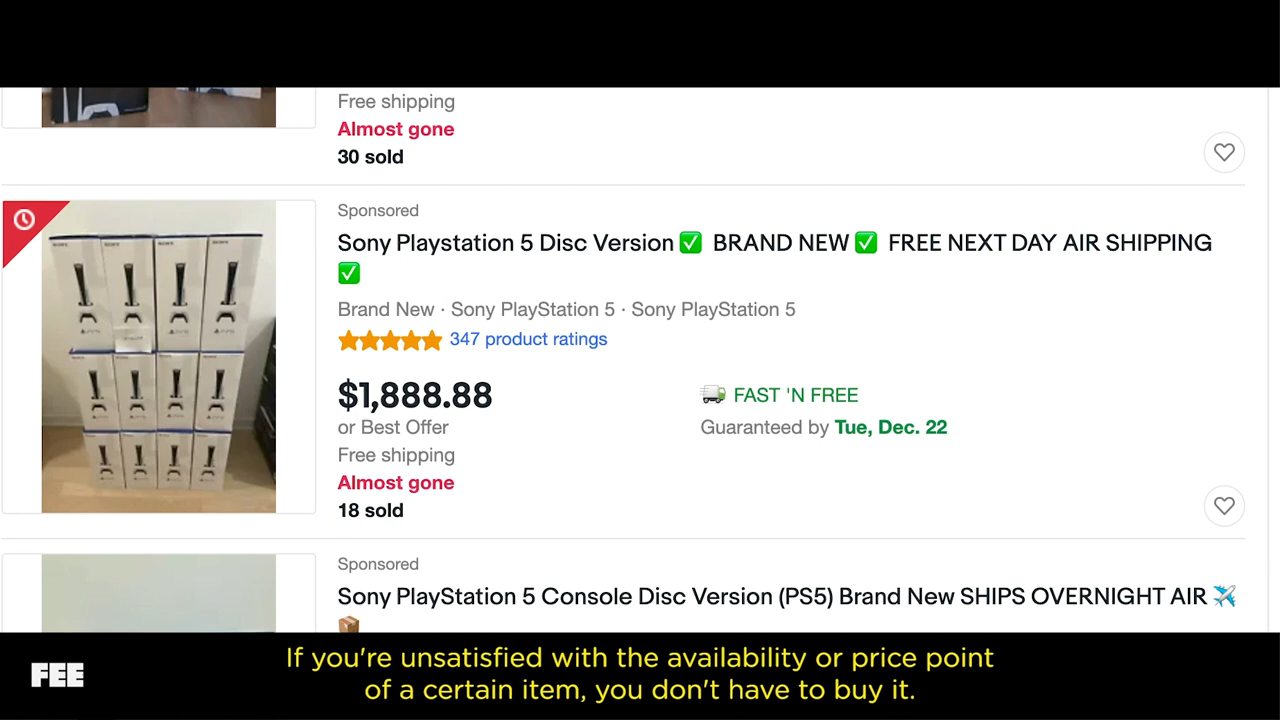 Free shipping
Almost gone
30 sold
Sponsored
Sony Playstation 5 Disc Version ✅ BRAND NEW ✅ FREE NEXT DAY AIR SHIPPING
✅
Brand New · Sony PlayStation 5 · Sony PlayStation 5
347 product ratings
$1,888.88
FAST 'N FREE
or Best Offer
Guaranteed by Tue, Dec. 22
Free shipping
Almost gone
18 sold
Sponsored
Sony PlayStation 5 Console Disc Version (PS5) Brand New SHIPS OVERNIGHT AIR ✈️
📦
If you're unsatisfied with the availability or price point
of a certain item, you don't have to buy it.
FEE